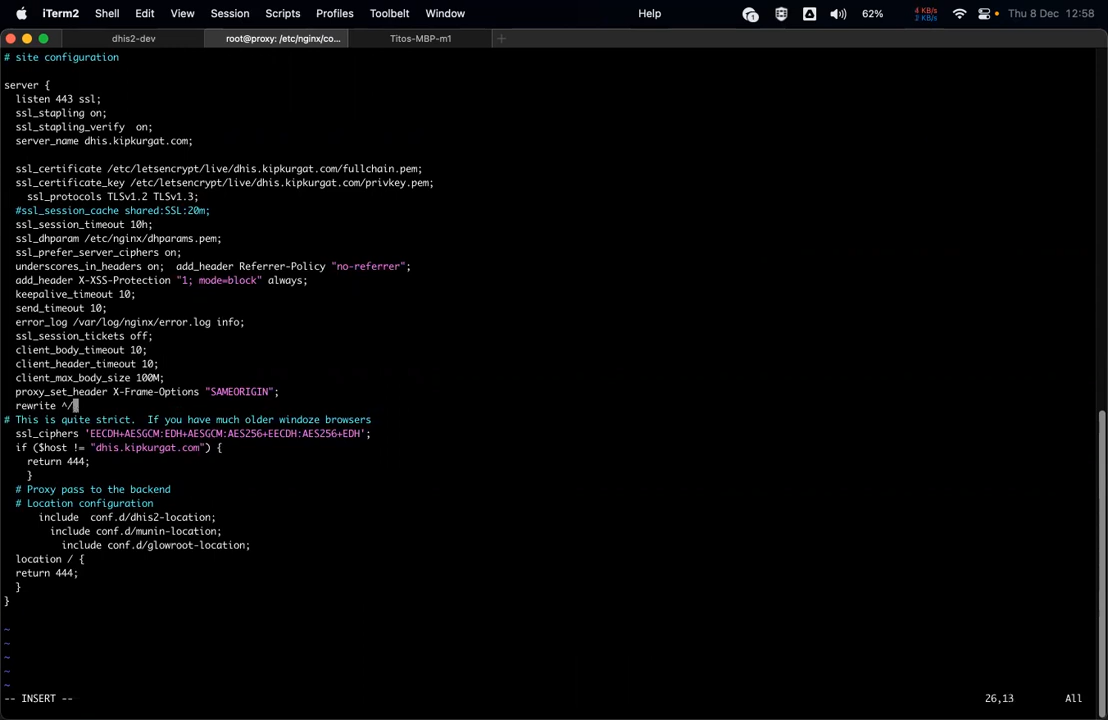 iTerm2 Shell Edit View Session Scripts Profiles Toolbelt Window Help 1 62% 4 KB/s 2 KB/s Thu 8 Dec 12:58
dhis2-dev root@proxy: /etc/nginx/co... Titos-MBP-m1 +
# site configuration
server {
listen 443 ssl;
ssl_stapling on;
ssl_stapling_verify on;
server_name dhis.kipkurgat.com;
ssl_certificate /etc/letsencrypt/live/dhis.kipkurgat.com/fullchain.pem;
ssl_certificate_key /etc/letsencrypt/live/dhis.kipkurgat.com/privkey.pem;
ssl_protocols TLSv1.2 TLSv1.3;
#ssl_session_cache shared:SSL:20m;
ssl_session_timeout 10h;
ssl_dhparam /etc/nginx/dhparams.pem;
ssl_prefer_server_ciphers on;
underscores_in_headers on; add_header Referrer-Policy "no-referrer";
add_header X-XSS-Protection "1; mode=block" always;
keepalive_timeout 10;
send_timeout 10;
error_log /var/log/nginx/error.log info;
ssl_session_tickets off;
client_body_timeout 10;
client_header_timeout 10;
client_max_body_size 100M;
proxy_set_header X-Frame-Options "SAMEORIGIN";
rewrite ^/
# This is quite strict. If you have much older windoze browsers
ssl_ciphers 'EECDH+AESGCM:EDH+AESGCM:AES256+EECDH:AES256+EDH';
if ($host != "dhis.kipkurgat.com") {
return 444;
}
# Proxy pass to the backend
# Location configuration
include conf.d/dhis2-location;
include conf.d/munin-location;
include conf.d/glowroot-location;
location / {
return 444;
}
}
~
~
~
~
~
-- INSERT -- 26,13 All